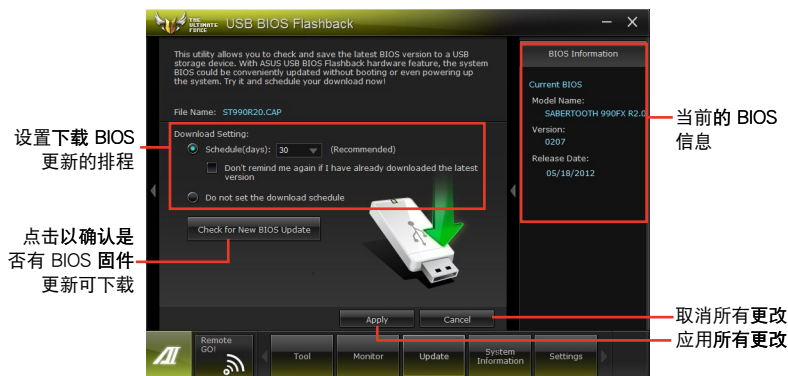 THE ULTIMATE FORCE
USB BIOS Flashback
This utility allows you to check and save the latest BIOS version to a USB
storage device. With ASUS USB BIOS Flashback hardware feature, the system
BIOS could be conveniently updated without booting or even powering up
the system. Try it and schedule your download now!
File Name: ST990R20.CAP
Download Setting:
Schedule(days): 30 (Recommended)
Don't remind me again if I have already downloaded the latest
version
Do not set the download schedule
Check for New BIOS Update
Apply
Cancel
BIOS Information
Current BIOS
Model Name:
SABERTOOTH 990FX R2.0
Version:
0207
Release Date:
05/18/2012
Remote
GO!
Tool
Monitor
Update
System
Information
Settings
设置下载 BIOS
更新的排程
点击以确认是
否有 BIOS 固件
更新可下载
当前的 BIOS
信息
取消所有更改
应用所有更改